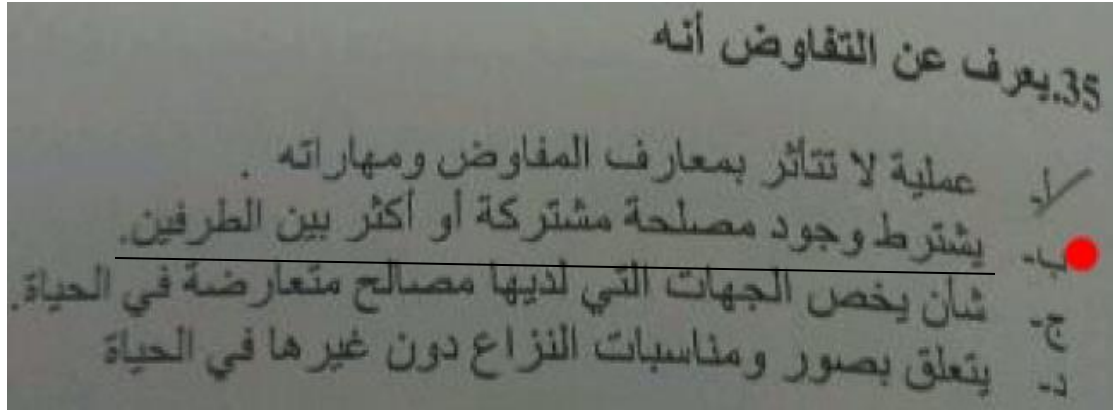 35.يعرف عن التفاوض أنه
أ- عملية لا تتأثر بمعارف المفاوض ومهاراته .
ب- يشترط وجود مصلحة مشتركة أو أكثر بين الطرفين.
ج- شأن يخص الجهات التي لديها مصالح متعارضة في الحياة.
د- يتعلق بصور ومناسبات النزاع دون غيرها في الحياة